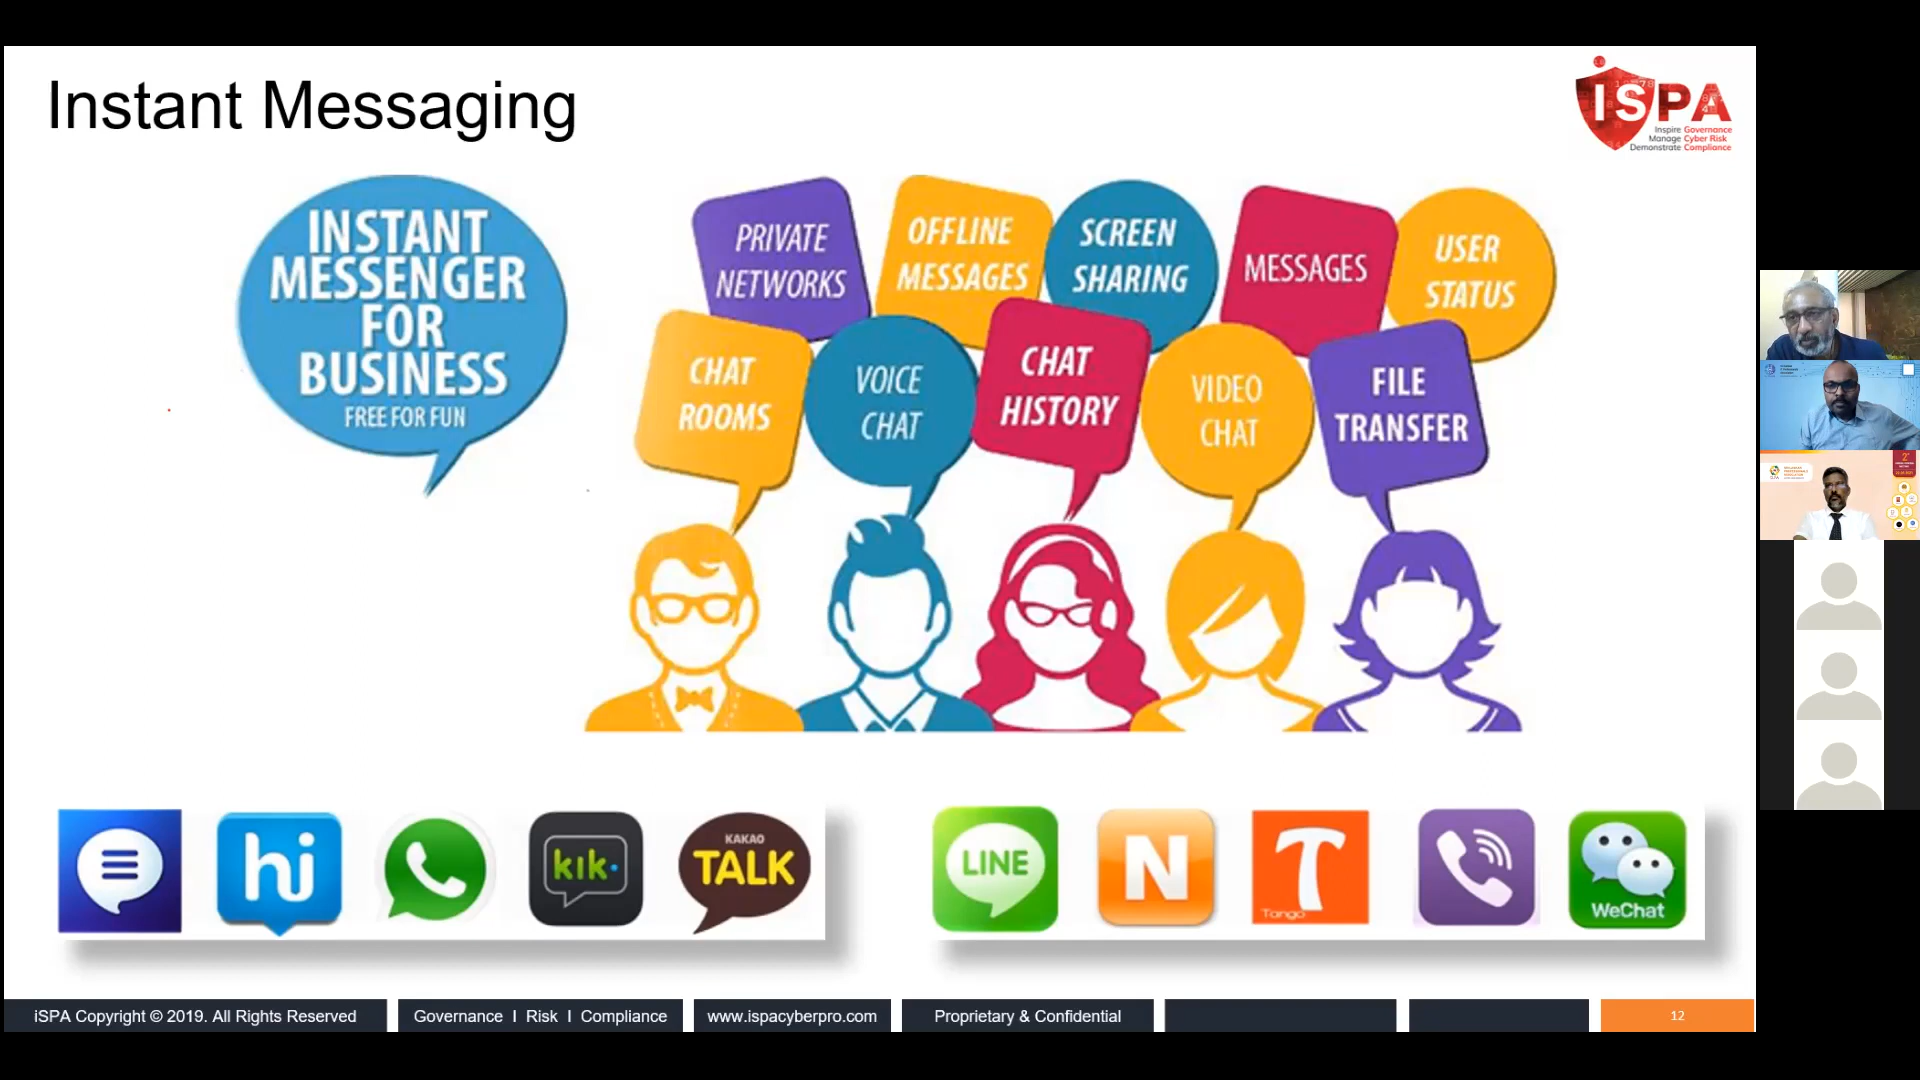 Instant Messaging
iSPA
Inspire Governance
Manage Cyber Risk
Demonstrate Compliance
INSTANT
MESSENGER
FOR
BUSINESS
FREE FOR FUN
PRIVATE
NETWORKS
OFFLINE
MESSAGES
SCREEN
SHARING
MESSAGES
USER
STATUS
CHAT
ROOMS
VOICE
CHAT
CHAT
HISTORY
VIDEO
CHAT
FILE
TRANSFER
hi
kik·
KAKAO
TALK
LINE
N
T
Tango
WeChat
iSPA Copyright © 2019. All Rights Reserved
Governance I Risk I Compliance
www.ispacyberpro.com
Proprietary & Confidential
12